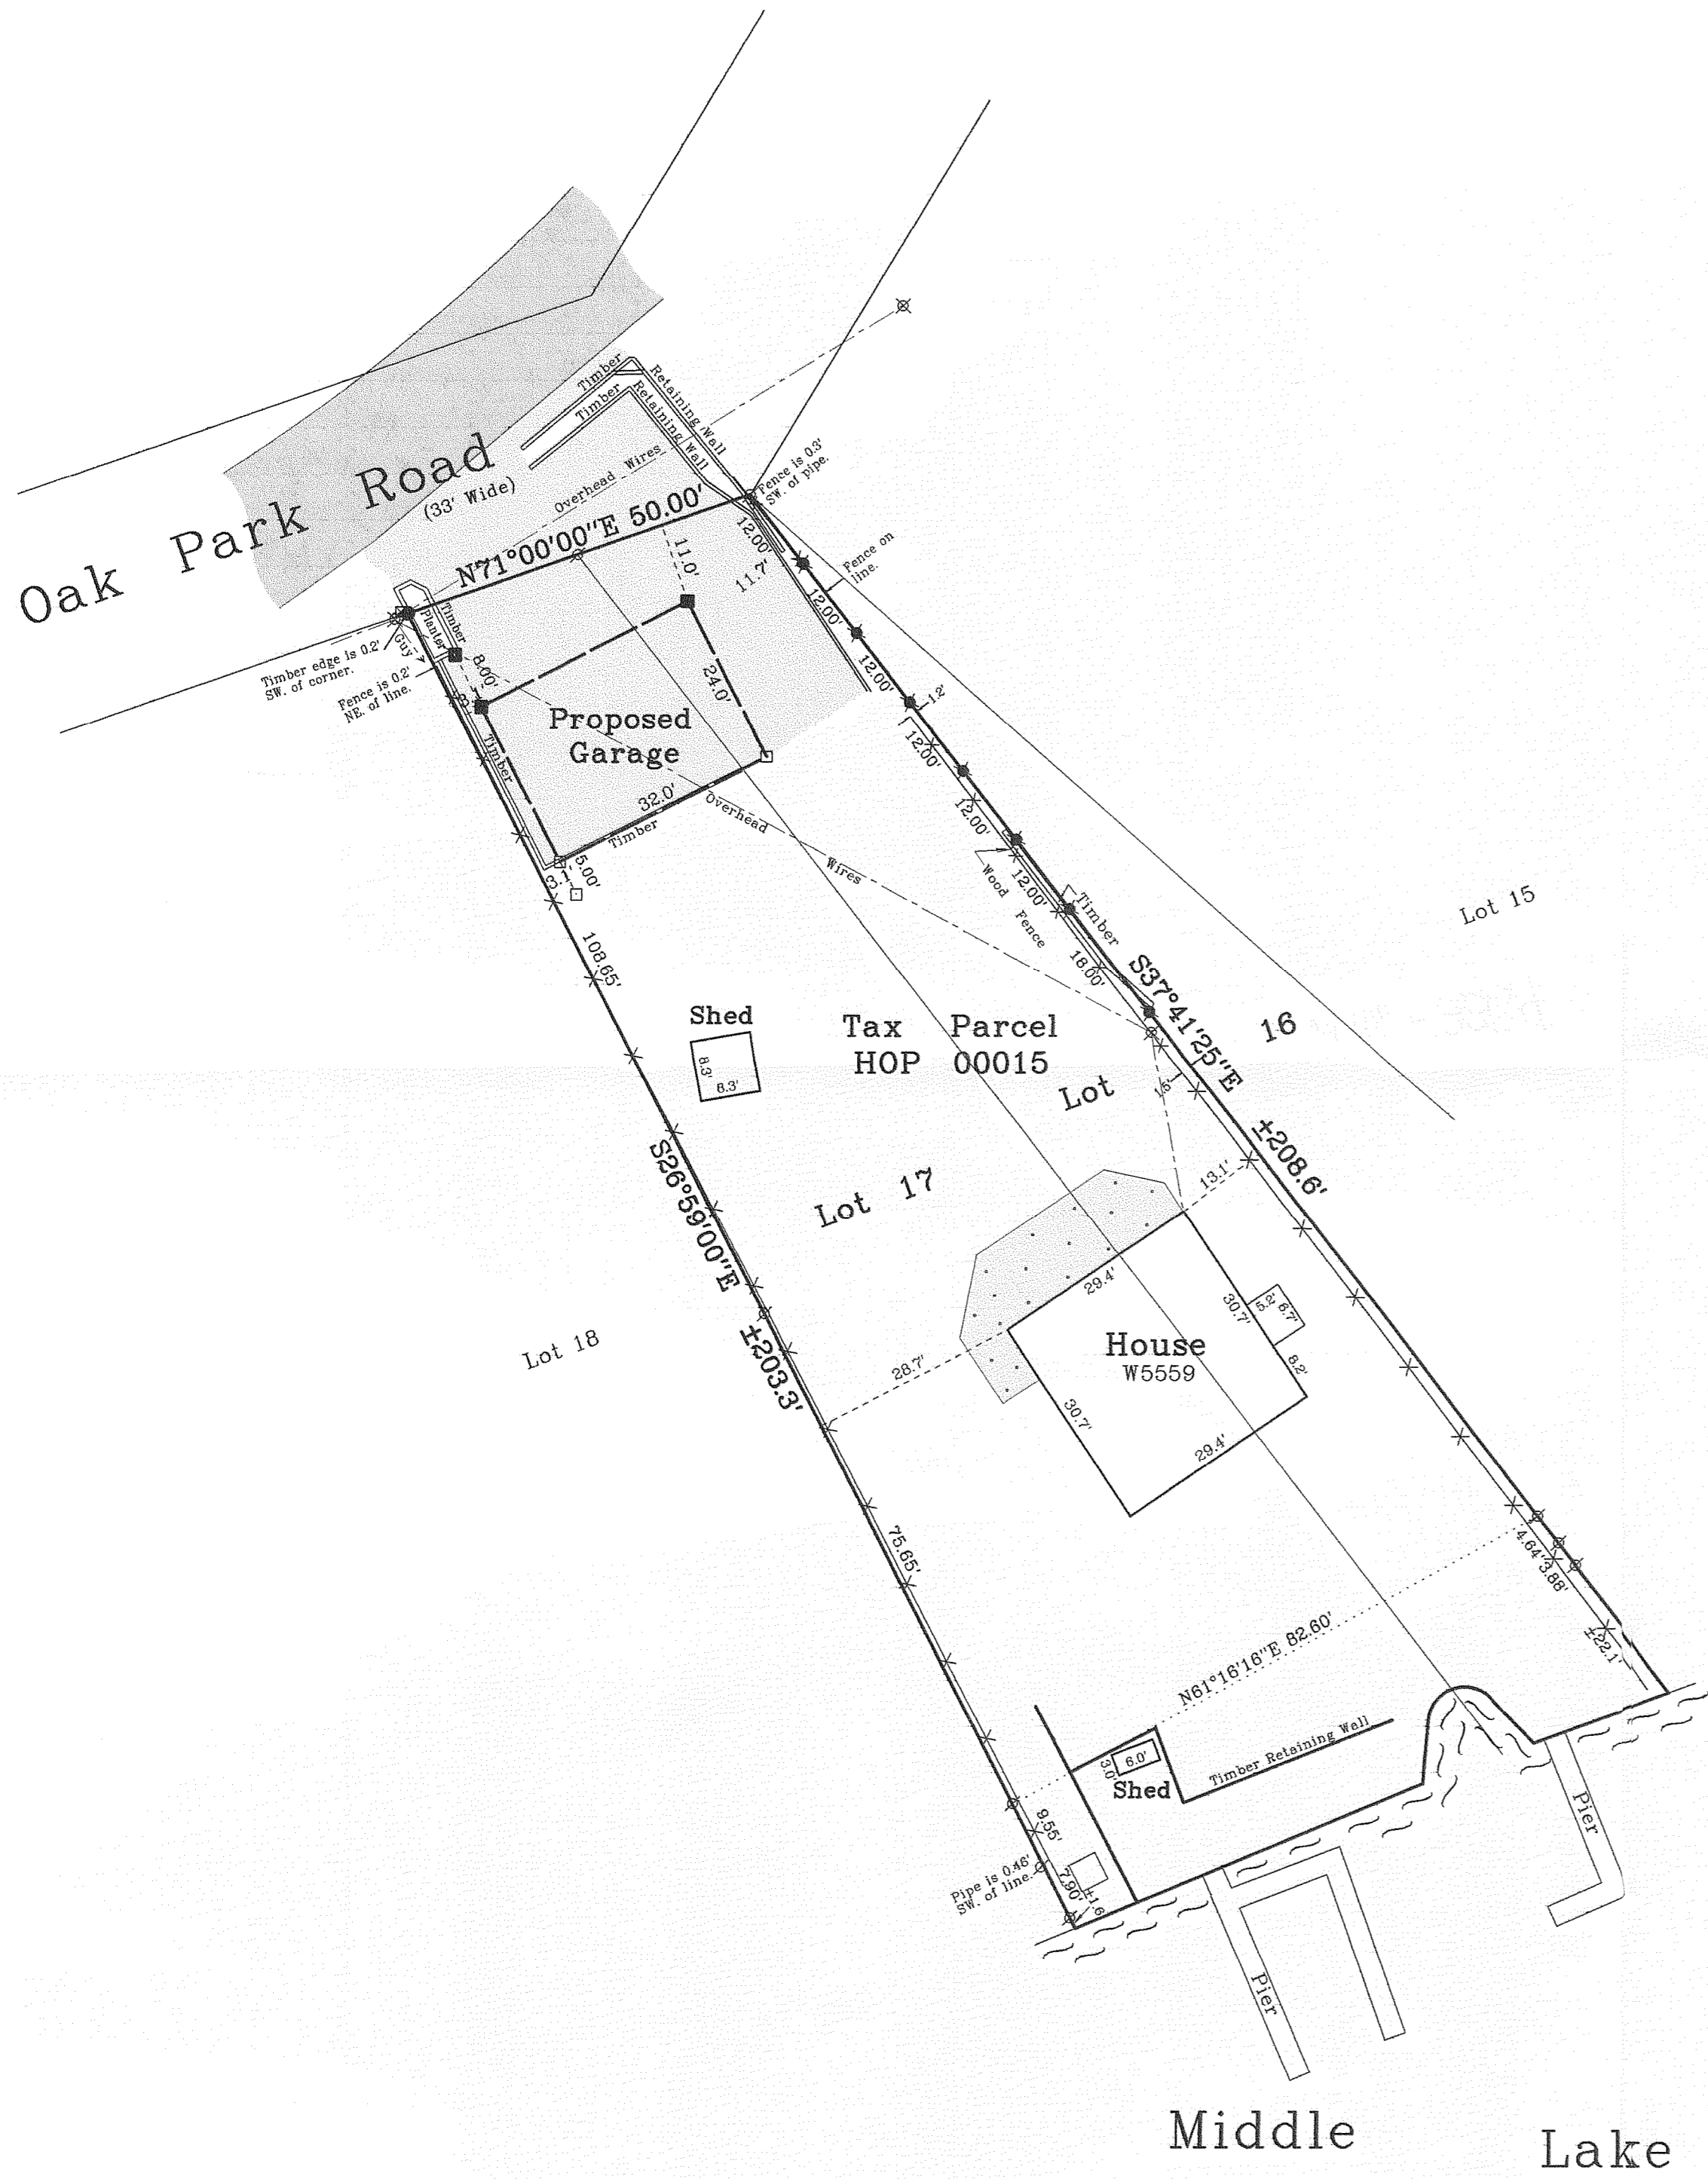 Timber
Retaining Wall
Timber
Retaining Wall
Oak Park Road
(33' Wide)
Overhead Wires
Fence is 0.3'
SW. of pipe.
N71°00'00"E 50.00'
12.00'
11.0'
11.7'
Fence on
line.
12.00'
Timber
Planter
Guy
Timber edge is 0.2'
SW. of corner.
Fence is 0.2'
NE. of line.
8.00'
24.0'
12.00'
1.2'
Proposed
Garage
Timber
12.00'
32.0'
Timber
Overhead
Wires
12.00'
5.00'
3.1'
Wood Fence
12.00'
Timber
Lot 15
108.65'
18.00'
S37°41'25"E
±208.6'
Shed
8.3'
8.3'
Tax Parcel
HOP 00015
Lot 16
1.5'
S26°59'00"E
±203.3'
Lot 17
13.1'
Lot 18
29.4'
30.7'
5.2'
6.7'
House
W5559
8.2'
28.7'
30.7'
29.4'
75.65'
4.64'
3.88'
±22.1'
N61°16'16"E 82.60'
3.0'
6.0'
Shed
Timber Retaining Wall
9.55'
Pipe is 0.46'
SW. of line.
7.90'
±1.6'
Pier
Pier
Middle Lake